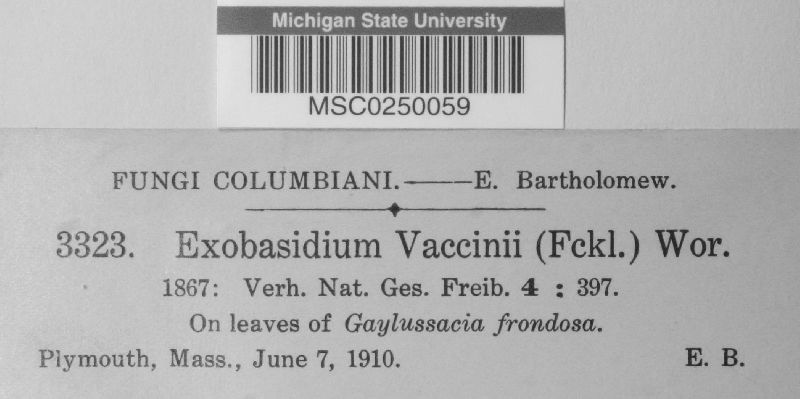 Michigan State University
MSC0250059
FUNGI COLUMBIANI.——E. Bartholomew.
3323. Exobasidium Vaccinii (Fckl.) Wor.
1867: Verh. Nat. Ges. Freib. 4 : 397.
On leaves of Gaylussacia frondosa.
Plymouth, Mass., June 7, 1910. E. B.